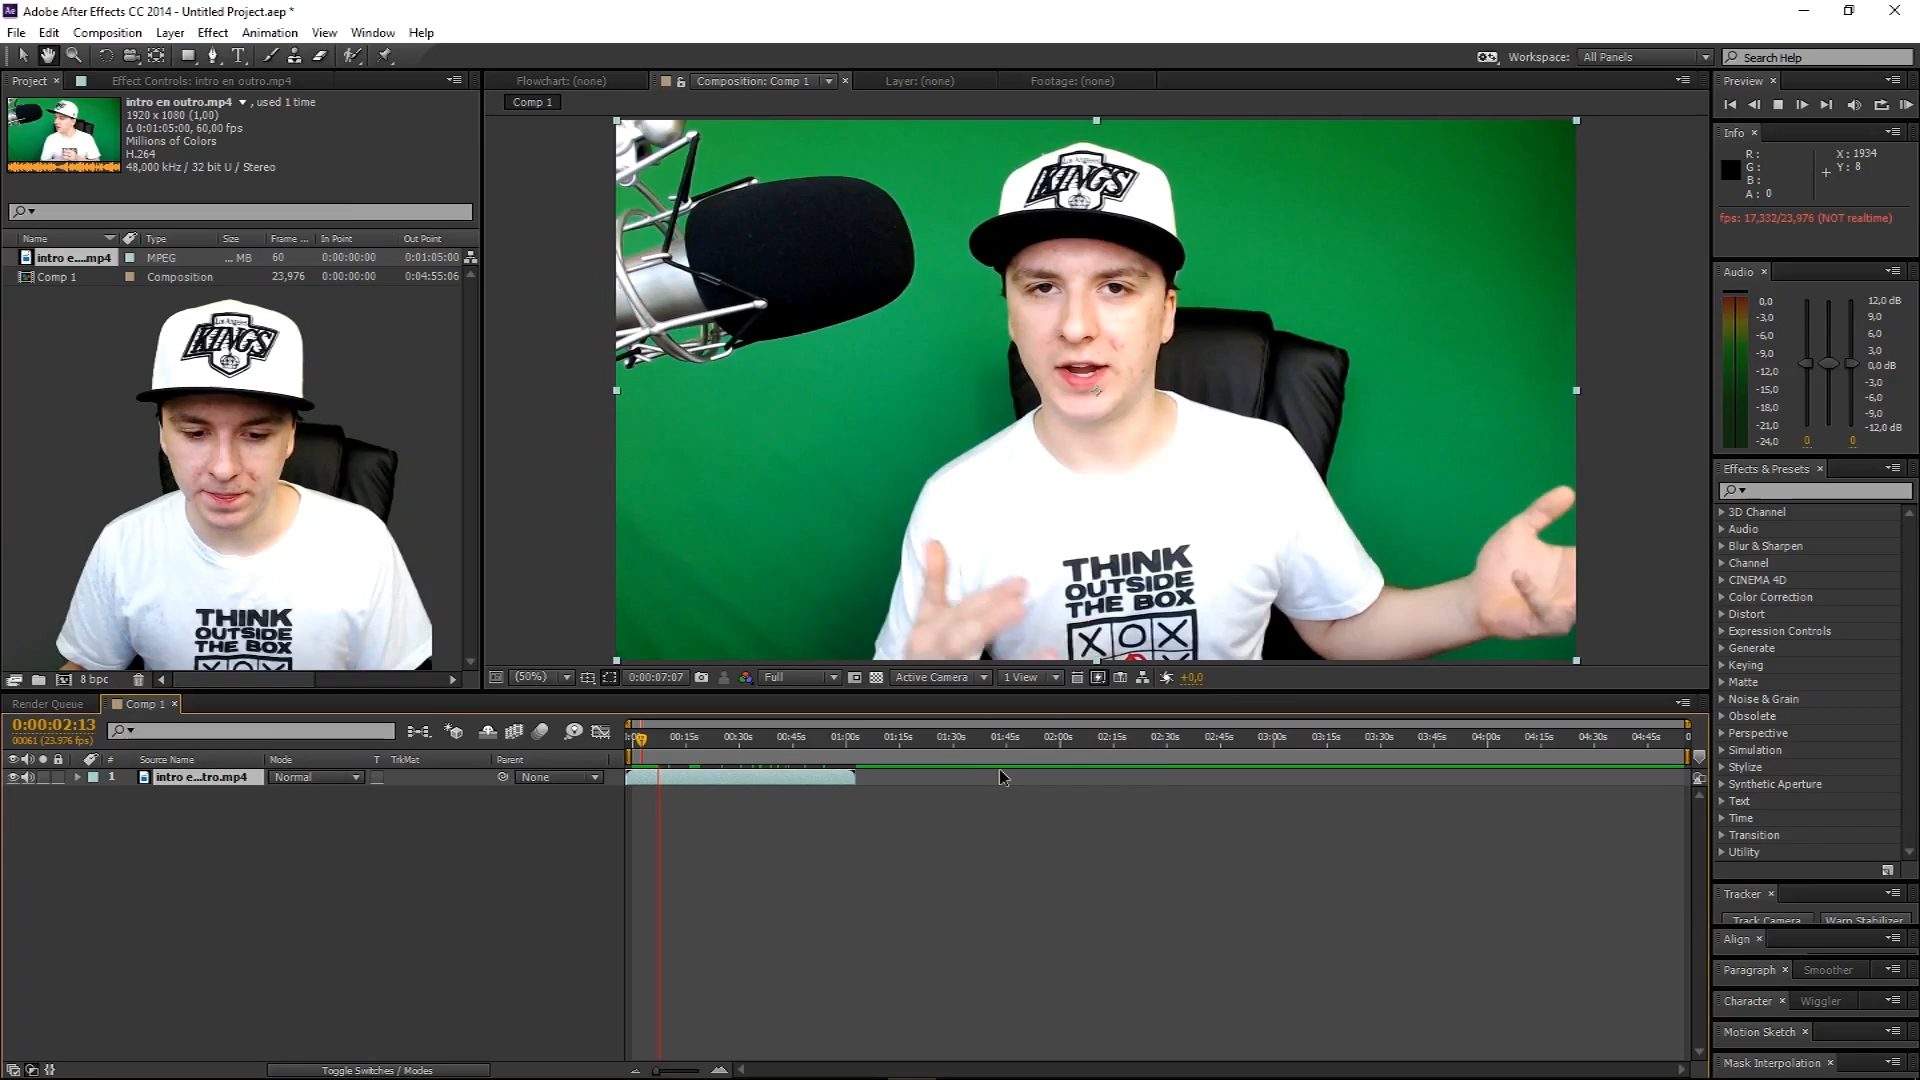 Adobe After Effects CC 2014 - Untitled Project.aep *
File Edit Composition Layer Effect Animation View Window Help
Workspace: All Panels
Search Help
Project × Effect Controls: intro en outro.mp4
intro en outro.mp4 ▼ , used 1 time
1920 x 1080 (1,00)
Δ 0:01:05:00, 60,00 fps
Millions of Colors
H.264
48,000 kHz / 32 bit U / Stereo
Name Type Size Frame ... In Point Out Point
intro e....mp4 MPEG ... MB 60 0:00:00:00 0:01:05:00
Comp 1 Composition 23,976 0:00:00:00 0:04:55:06
Los Angeles
KINGS
THINK
OUTSIDE
THE BOX
XOX
8 bpc
Flowchart: (none) Composition: Comp 1 Layer: (none) Footage: (none)
Comp 1
Los Angeles
KINGS
THINK
OUTSIDE
THE BOX
X O X
(50%) 0:00:07:07 Full Active Camera 1 View +0,0
Preview ×
Info ×
R: X: 1934
G: Y: 8
B:
A: 0
fps: 17,332/23,976 (NOT realtime)
Audio ×
0,0 12,0 dB
-3,0 9,0
-6,0 6,0
-9,0 3,0
-12,0 0,0 dB
-15,0 -3,0
-18,0 -6,0
-21,0 -9,0
-24,0 -12,0 dB
0 0
Effects & Presets ×
3D Channel
Audio
Blur & Sharpen
Channel
CINEMA 4D
Color Correction
Distort
Expression Controls
Generate
Keying
Matte
Noise & Grain
Obsolete
Perspective
Simulation
Stylize
Synthetic Aperture
Text
Time
Transition
Utility
Tracker ×
Track Camera Warp Stabilizer
Align ×
Paragraph × Smoother
Character × Wiggler
Motion Sketch ×
Mask Interpolation ×
Render Queue Comp 1 ×
0:00:02:13
00061 (23.976 fps)
00:15s 00:30s 00:45s 01:00s 01:15s 01:30s 01:45s 02:00s 02:15s 02:30s 02:45s 03:00s 03:15s 03:30s 03:45s 04:00s 04:15s 04:30s 04:45s
# Source Name Mode T TrkMat Parent
1 intro e...tro.mp4 Normal None
Toggle Switches / Modes